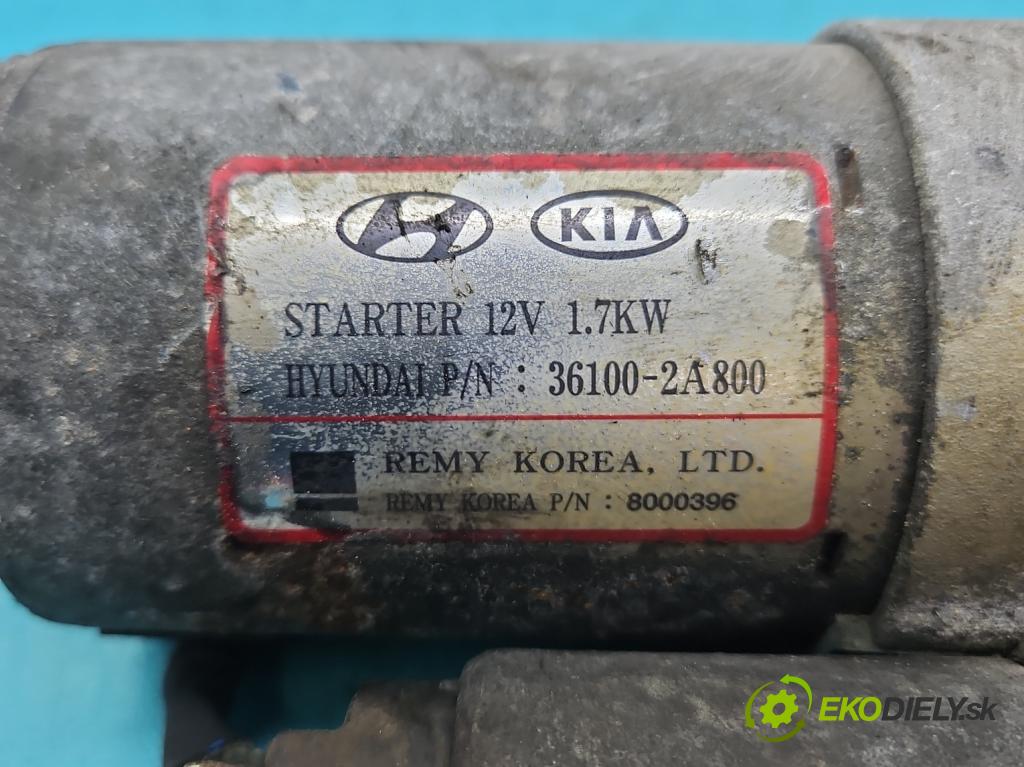 KIA
STARTER 12V 1.7KW
HYUNDAI P/N : 36100-2A800
REMY KOREA, LTD.
REMY KOREA P/N : 8000396
EKODIELY.sk